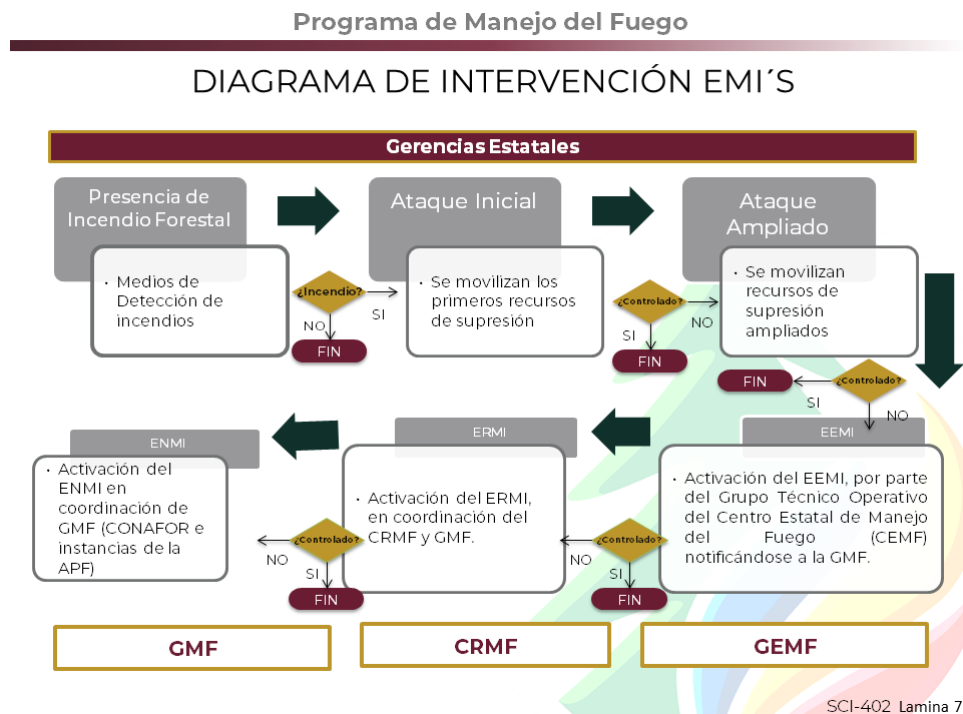 Programa de Manejo del Fuego
DIAGRAMA DE INTERVENCIÓN EMI´S
Gerencias Estatales
Presencia de
Incendio Forestal
· Medios de
Detección de
incendios
¿Incendio?
SI
NO
FIN
Ataque Inicial
· Se movilizan los
primeros recursos
de supresión
¿Controlado?
NO
SI
FIN
Ataque
Ampliado
· Se movilizan
recursos de
supresión
ampliados
¿Controlado?
SI
FIN
NO
EEMI
· Activación del EEMI, por parte
del Grupo Técnico Operativo
del Centro Estatal de Manejo
del Fuego (CEMF)
notificándose a la GMF.
¿Controlado?
NO
SI
FIN
ERMI
· Activación del ERMI,
en coordinación del
CRMF y GMF.
¿Controlado?
NO
SI
FIN
ENMI
· Activación del
ENMI en
coordinación de
GMF (CONAFOR e
instancias de la
APF)
GMF
CRMF
GEMF
SCI-402 Lamina 7